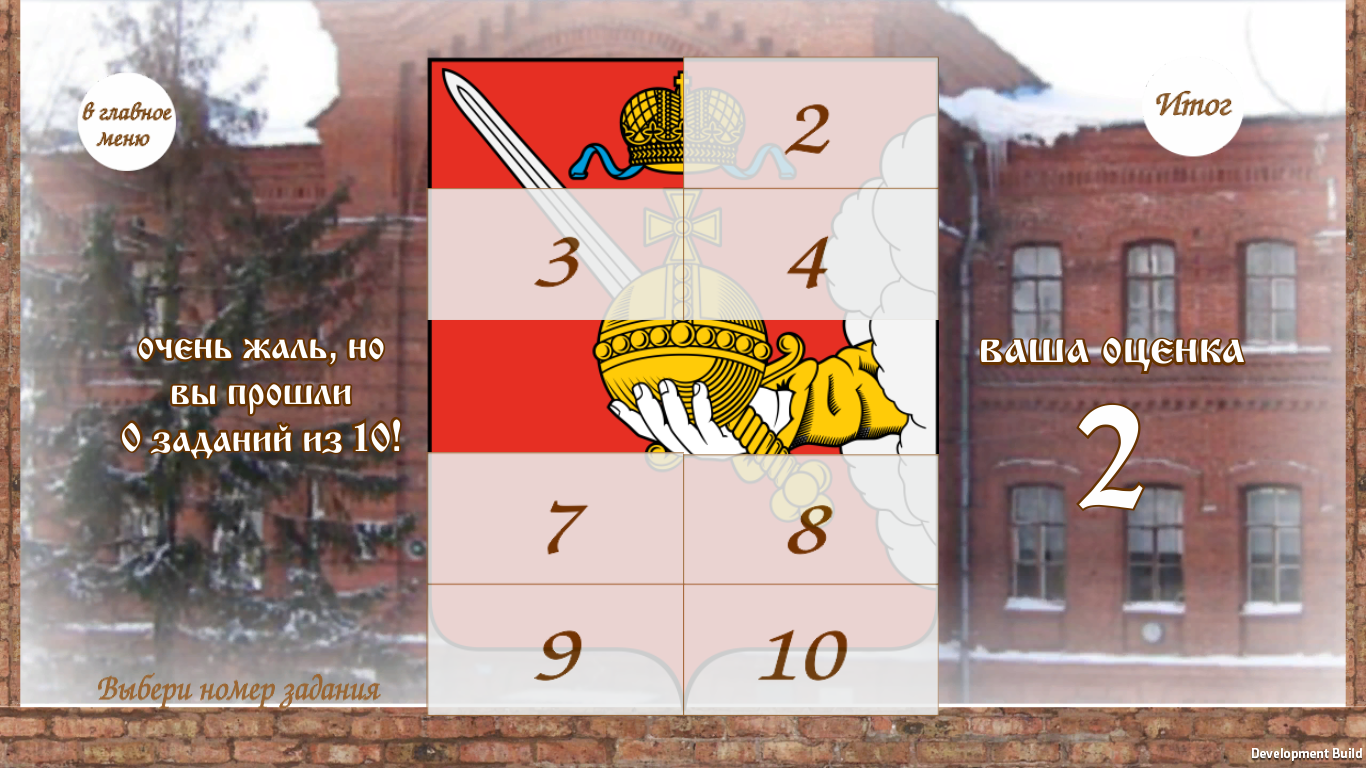 в главное
меню
Итог
2
3
4
очень жаль, но
вы прошли
0 заданий из 10!
ваша оценка
2
7
8
9
10
Выбери номер задания
Development Build